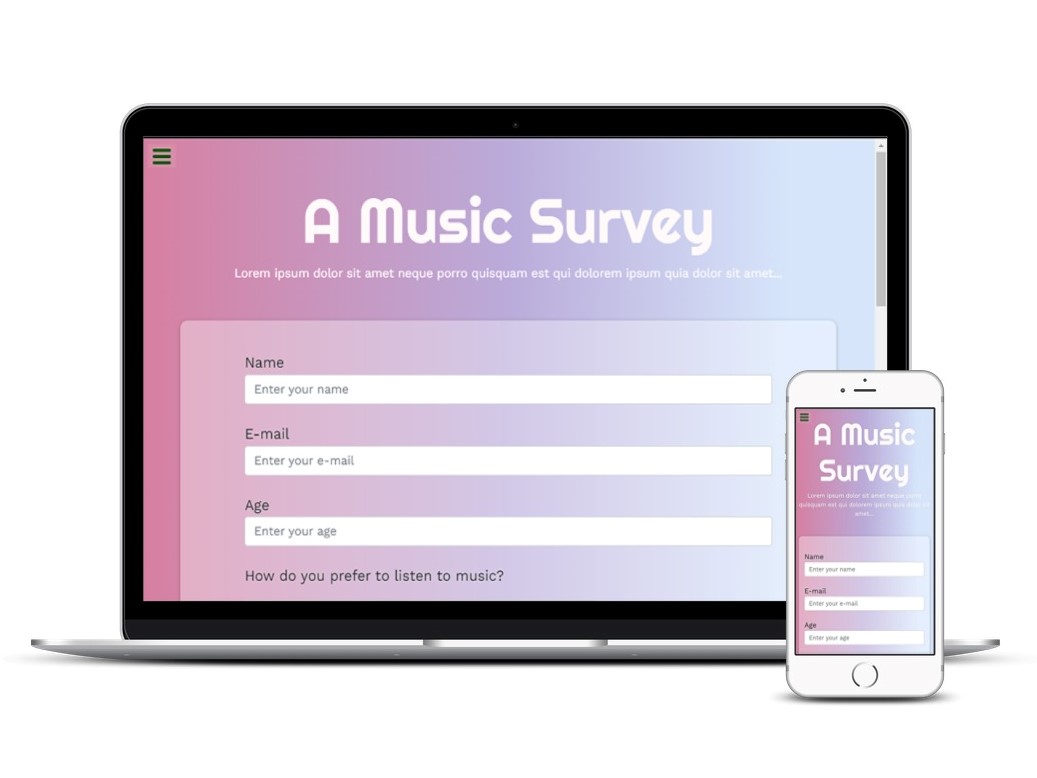 A Music Survey
Lorem ipsum dolor sit amet neque porro quisquam est qui dolorem ipsum quia dolor sit amet...
Name
Enter your name
E-mail
Enter your e-mail
Age
Enter your age
How do you prefer to listen to music?
A Music
Survey
Lorem ipsum dolor sit amet neque porro
quisquam est qui dolorem ipsum quia dolor sit
amet...
Name
Enter your name
E-mail
Enter your e-mail
Age
Enter your age